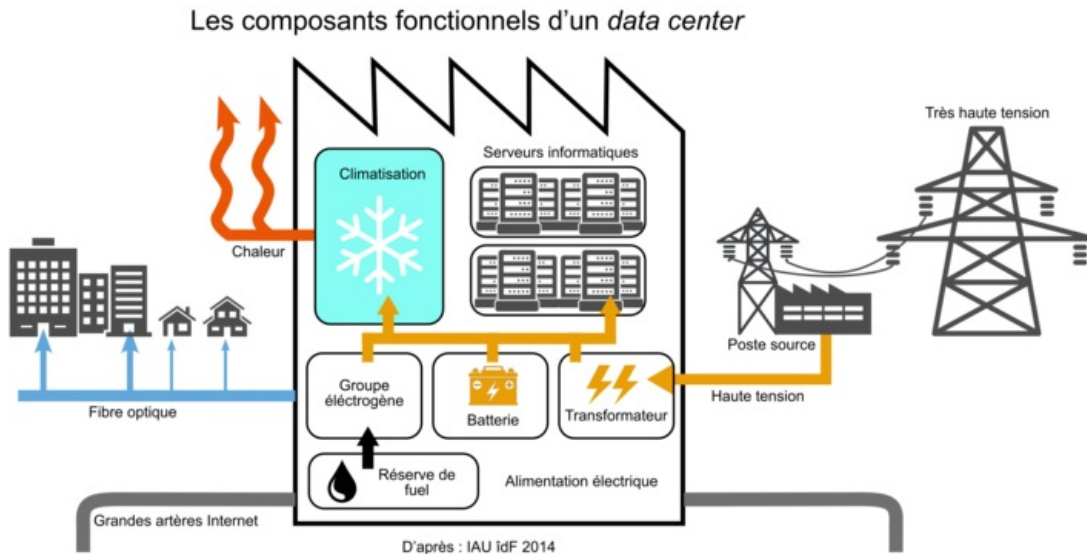 Les composants fonctionnels d'un data center
Très haute tension
Climatisation
Serveurs informatiques
Chaleur
Poste source
Groupe
éléctrogène
Batterie
Transformateur
Haute tension
Fibre optique
Réserve de
fuel
Alimentation électrique
Grandes artères Internet
D'après : IAU îdF 2014